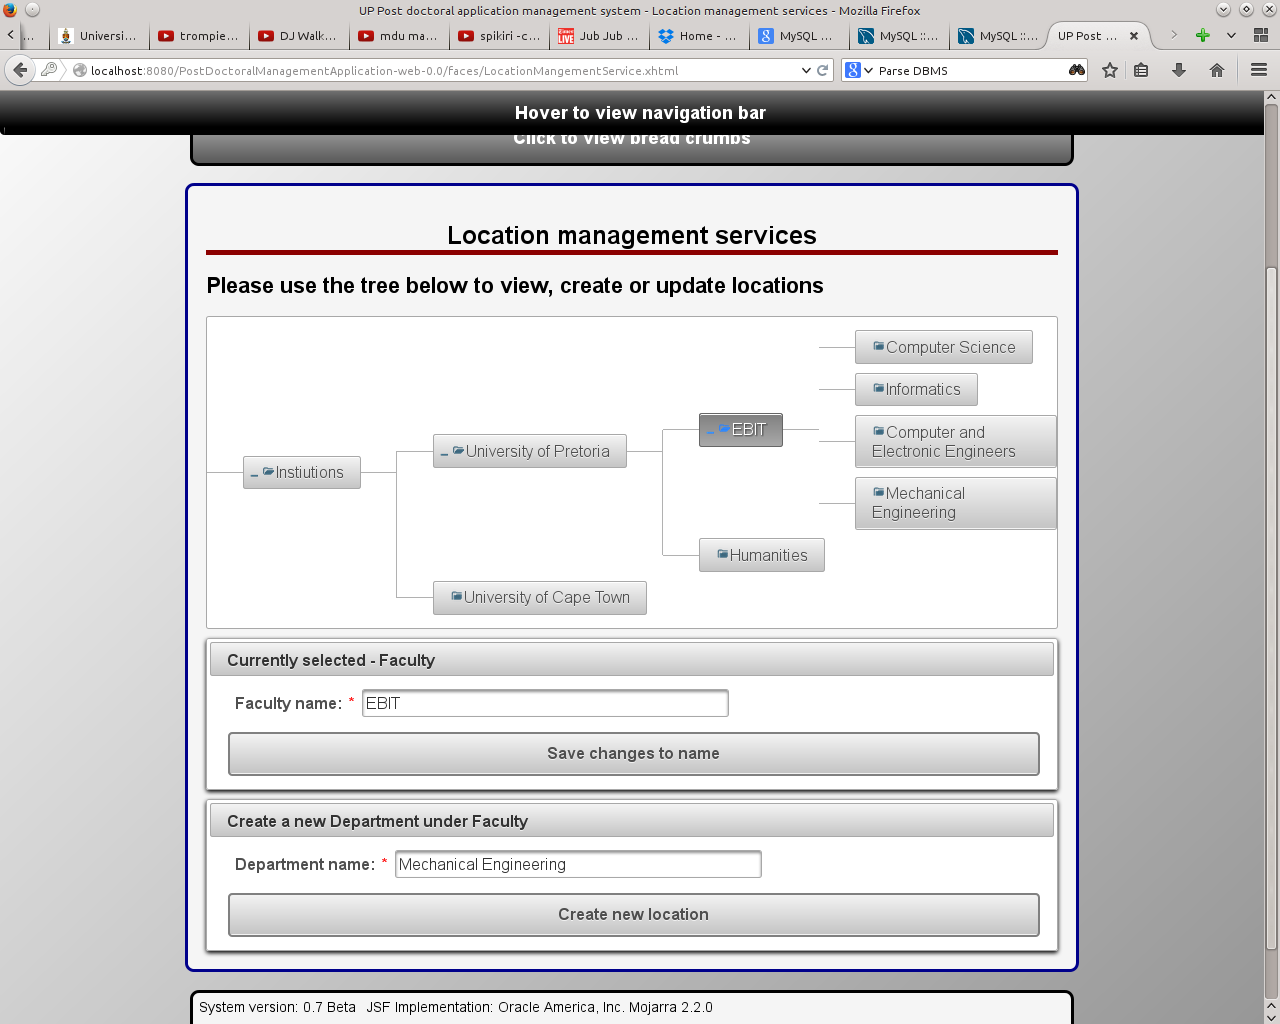 UP Post doctoral application management system - Location management services - Mozilla Firefox
...
Universi...
trompie...
DJ Walk...
mdu ma...
spikiri -c...
Jub Jub ...
Home - ...
MySQL ...
MySQL ::...
MySQL ::...
UP Post ...
localhost:8080/PostDoctoralManagementApplication-web-0.0/faces/LocationMangementService.xhtml
Parse DBMS
Hover to view navigation bar
Click to view bread crumbs
Location management services
Please use the tree below to view, create or update locations
Computer Science
Informatics
EBIT
Computer and
Electronic Engineers
University of Pretoria
Instiutions
Mechanical
Engineering
Humanities
University of Cape Town
Currently selected - Faculty
Faculty name: * EBIT
Save changes to name
Create a new Department under Faculty
Department name: * Mechanical Engineering
Create new location
System version: 0.7 Beta JSF Implementation: Oracle America, Inc. Mojarra 2.2.0